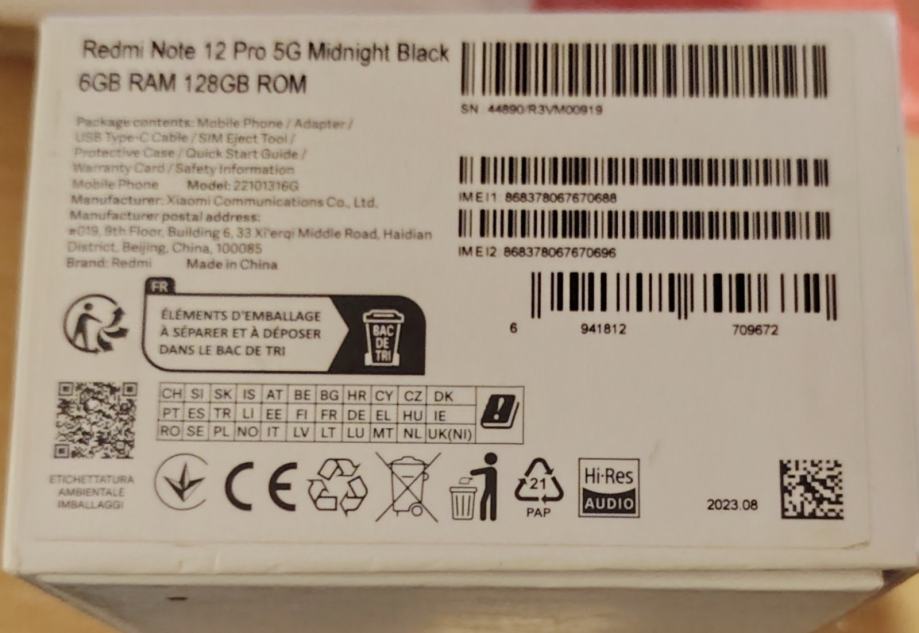 Redmi Note 12 Pro 5G Midnight Black
6GB RAM 128GB ROM
SN: 44890/R3VM00919
Package contents: Mobile Phone / Adapter /
USB Type-C Cable / SIM Eject Tool /
Protective Case / Quick Start Guide /
Warranty Card / Safety Information
Mobile Phone Model: 22101316G
Manufacturer: Xiaomi Communications Co., Ltd.
Manufacturer postal address:
#019, 9th Floor, Building 6, 33 Xi'erqi Middle Road, Haidian
District, Beijing, China, 100085
Brand: Redmi Made in China
IMEI1: 868378067670688
IMEI2: 868378067670696
6 941812 709672
FR
ÉLÉMENTS D'EMBALLAGE
À SÉPARER ET À DÉPOSER
DANS LE BAC DE TRI
BAC
DE
TRI
CH SI SK IS AT BE BG HR CY CZ DK
PT ES TR LI EE FI FR DE EL HU IE
RO SE PL NO IT LV LT LU MT NL UK(NI)
ETICHETTATURA
AMBIENTALE
IMBALLAGGI
CE
21
PAP
Hi-Res
AUDIO
2023.08